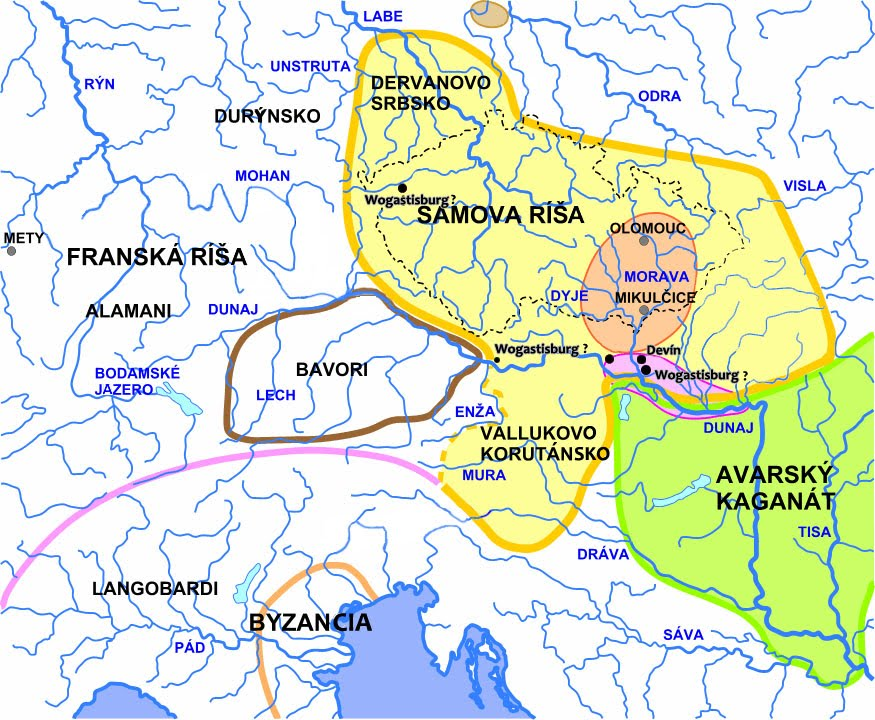 LABE
UNSTRUTA
DERVANOVO
SRBSKO
RÝN
ODRA
DURÝNSKO
MOHAN
VISLA
Wogastisburg ?
SAMOVA RÍŠA
OLOMOUC
METY
FRANSKÁ RÍŠA
MORAVA
DYJE
MIKULČICE
ALAMANI
DUNAJ
Wogastisburg ?
Devín
BAVORI
Wogastisburg ?
BODAMSKÉ
JAZERO
LECH
ENŽA
DUNAJ
VALLUKOVO
KORUTÁNSKO
MURA
AVARSKÝ
KAGANÁT
TISA
DRÁVA
LANGOBARDI
BYZANCIA
SÁVA
PÁD